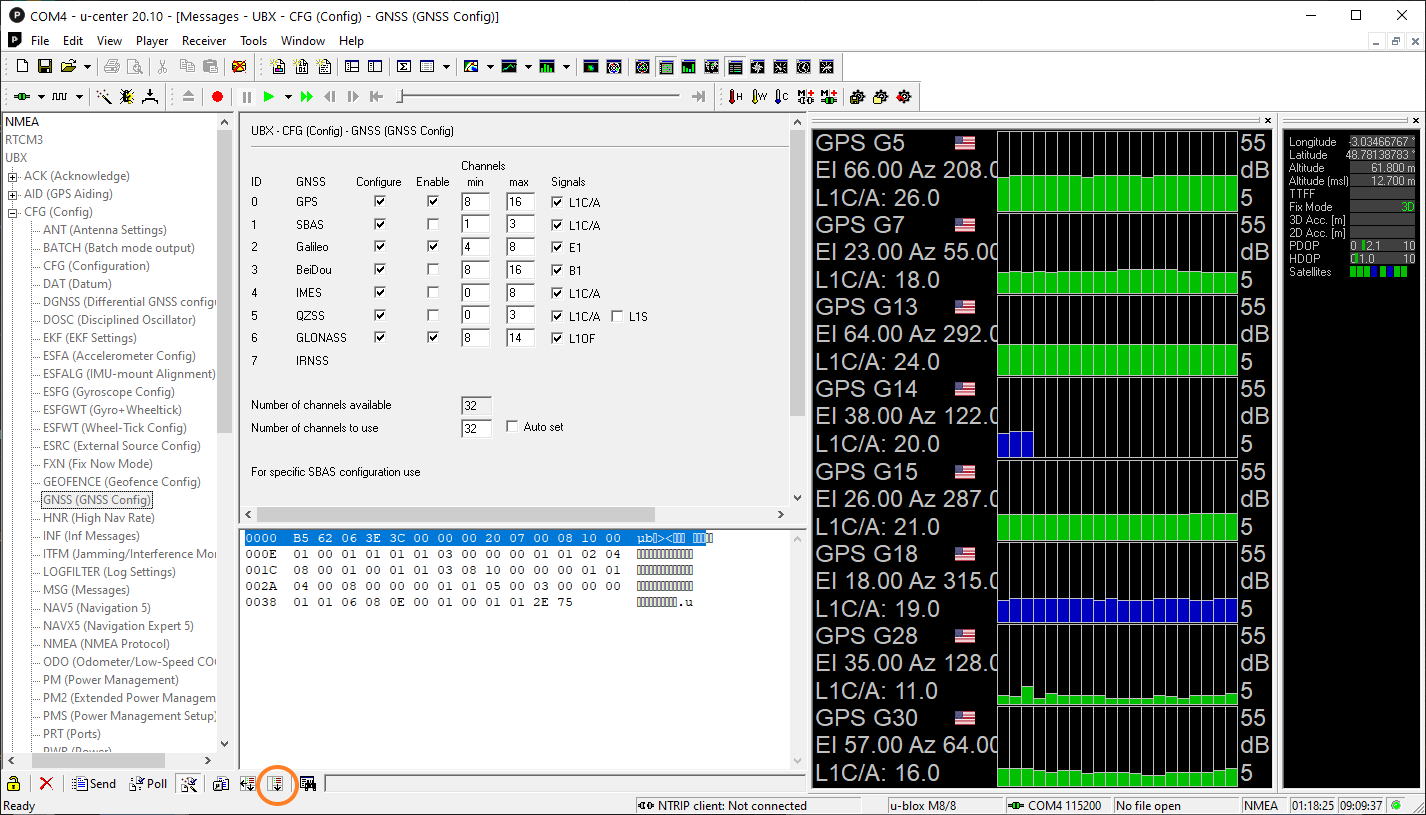 COM4 - u-center 20.10 - [Messages - UBX - CFG (Config) - GNSS (GNSS Config)]
File Edit View Player Receiver Tools Window Help
NMEA
RTCM3
UBX
ACK (Acknowledge)
AID (GPS Aiding)
CFG (Config)
ANT (Antenna Settings)
BATCH (Batch mode output)
CFG (Configuration)
DAT (Datum)
DGNSS (Differential GNSS configu
DOSC (Disciplined Oscillator)
EKF (EKF Settings)
ESFA (Accelerometer Config)
ESFALG (IMU-mount Alignment)
ESFG (Gyroscope Config)
ESFGWT (Gyro+Wheeltick)
ESFWT (Wheel-Tick Config)
ESRC (External Source Config)
FXN (Fix Now Mode)
GEOFENCE (Geofence Config)
GNSS (GNSS Config)
HNR (High Nav Rate)
INF (Inf Messages)
ITFM (Jamming/Interference Mo
LOGFILTER (Log Settings)
MSG (Messages)
NAV5 (Navigation 5)
NAVX5 (Navigation Expert 5)
NMEA (NMEA Protocol)
ODO (Odometer/Low-Speed CO
PM (Power Management)
PM2 (Extended Power Managem
PMS (Power Management Setup)
PRT (Ports)
PWR (Power)
UBX - CFG (Config) - GNSS (GNSS Config)
Channels
ID GNSS Configure Enable min max Signals
0 GPS 8 16 L1C/A
1 SBAS 1 3 L1C/A
2 Galileo 4 8 E1
3 BeiDou 8 16 B1
4 IMES 0 8 L1C/A
5 QZSS 0 3 L1C/A L1S
6 GLONASS 8 14 L1OF
7 IRNSS
Number of channels available 32
Number of channels to use 32 Auto set
For specific SBAS configuration use
0000 B5 62 06 3E 3C 00 00 00 20 07 00 08 10 00 µb >&lt;
000E 01 00 01 01 01 01 03 00 00 00 01 01 02 04
001C 08 00 01 00 01 01 03 08 10 00 00 00 01 01
002A 04 00 08 00 00 00 01 01 05 00 03 00 00 00
0038 01 01 06 08 0E 00 01 00 01 01 2E 75 .u
GPS G5 55
El 66.00 Az 208.0 dB
L1C/A: 26.0 5
GPS G7 55
El 23.00 Az 55.00 dB
L1C/A: 18.0 5
GPS G13 55
El 64.00 Az 292.0 dB
L1C/A: 24.0 5
GPS G14 55
El 38.00 Az 122.0 dB
L1C/A: 20.0 5
GPS G15 55
El 26.00 Az 287.0 dB
L1C/A: 21.0 5
GPS G18 55
El 18.00 Az 315.0 dB
L1C/A: 19.0 5
GPS G28 55
El 35.00 Az 128.0 dB
L1C/A: 11.0 5
GPS G30 55
El 57.00 Az 64.00 dB
L1C/A: 16.0 5
Longitude -3.03466767 °
Latitude 48.78138783 °
Altitude 61.800 m
Altitude (msl) 12.700 m
TTFF
Fix Mode 3D
3D Acc. [m]
2D Acc. [m]
PDOP 0 2.1 10
HDOP 0 1.0 10
Satellites
Send Poll
Ready NTRIP client: Not connected u-blox M8/8 COM4 115200 No file open NMEA 01:18:25 09:09:37